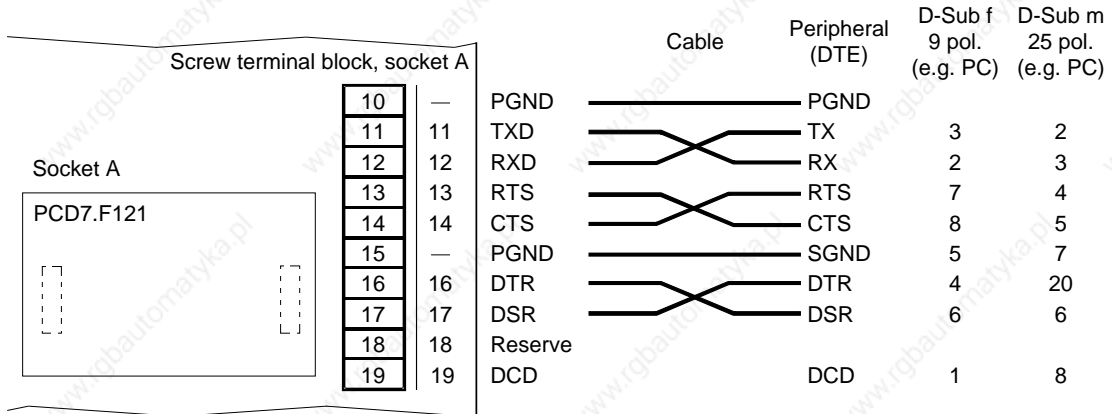 D-Sub f D-Sub m
Cable Peripheral 9 pol. 25 pol.
(DTE) (e.g. PC) (e.g. PC)
Screw terminal block, socket A
10 — PGND PGND
11 11 TXD TX 3 2
12 12 RXD RX 2 3
Socket A
13 13 RTS RTS 7 4
PCD7.F121
14 14 CTS CTS 8 5
15 — PGND SGND 5 7
16 16 DTR DTR 4 20
17 17 DSR DSR 6 6
18 18 Reserve
19 19 DCD DCD 1 8
www.rgbautomatyka.pl